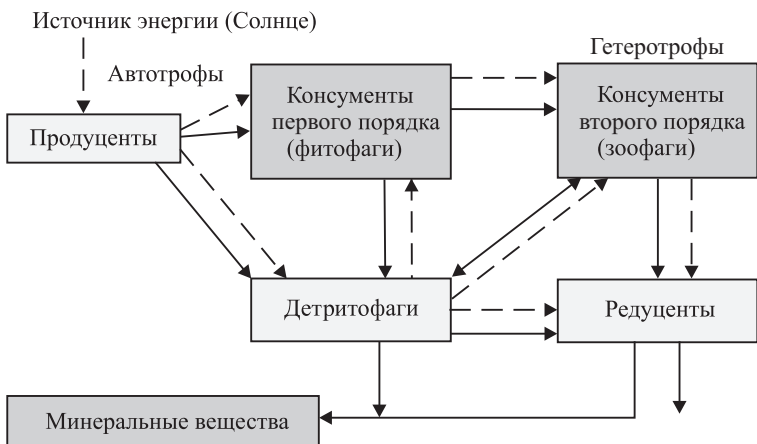 Источник энергии (Солнце)
Автотрофы
Гетеротрофы
Продуценты
Консументы
первого порядка
(фитофаги)
Консументы
второго порядка
(зоофаги)
Детритофаги
Редуценты
Минеральные вещества